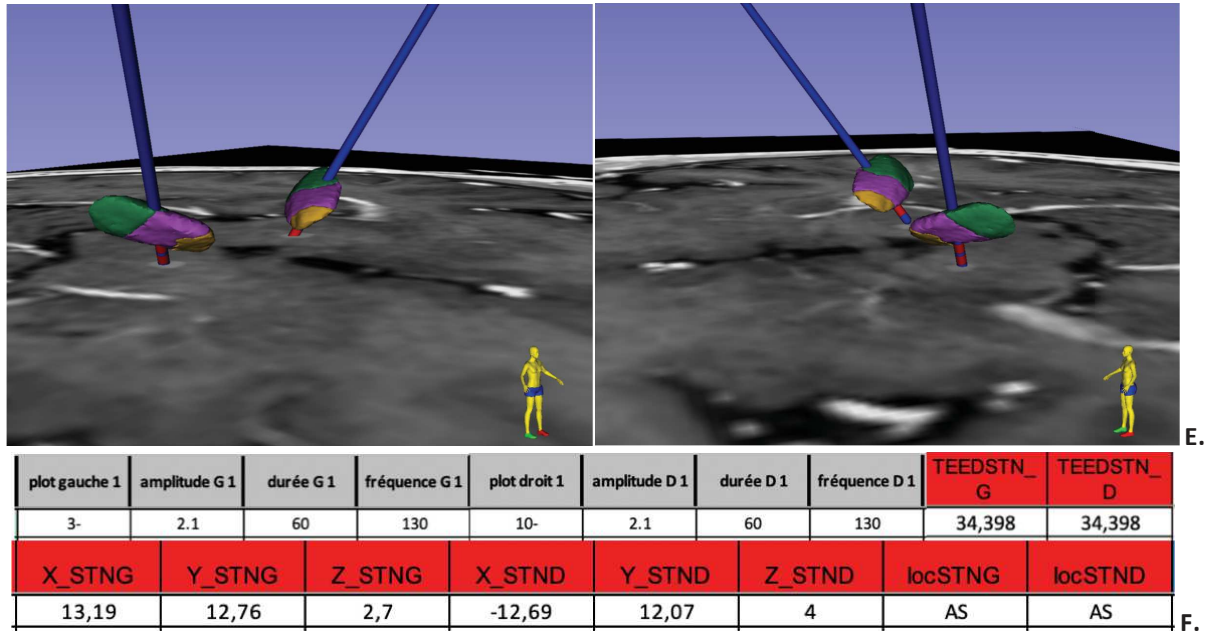 E.
plot gauche 1 amplitude G 1 durée G 1 fréquence G 1 plot droit 1 amplitude D 1 durée D 1 fréquence D 1 TEEDSTN_G TEEDSTN_D
3- 2.1 60 130 10- 2.1 60 130 34,398 34,398
X_STNG Y_STNG Z_STNG X_STND Y_STND Z_STND locSTNG locSTND
13,19 12,76 2,7 -12,69 12,07 4 AS AS
F.